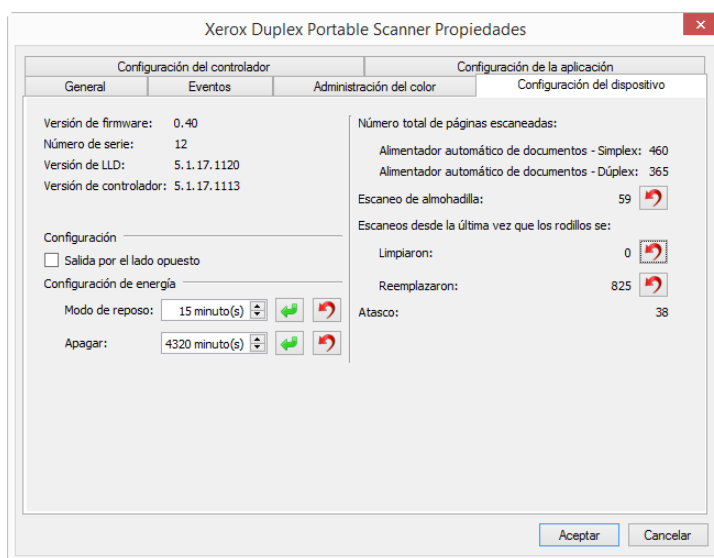 Xerox Duplex Portable Scanner Propiedades
Configuración del controlador
Configuración de la aplicación
General
Eventos
Administración del color
Configuración del dispositivo
Versión de firmware: 0.40
Número de serie: 12
Versión de LLD: 5.1.17.1120
Versión de controlador: 5.1.17.1113
Configuración
Salida por el lado opuesto
Configuración de energía
Modo de reposo: 15 minuto(s)
Apagar: 4320 minuto(s)
Número total de páginas escaneadas:
Alimentador automático de documentos - Simplex: 460
Alimentador automático de documentos - Dúplex: 365
Escaneo de almohadilla: 59
Escaneos desde la última vez que los rodillos se:
Limpiaron: 0
Reemplazaron: 825
Atasco: 38
Aceptar
Cancelar